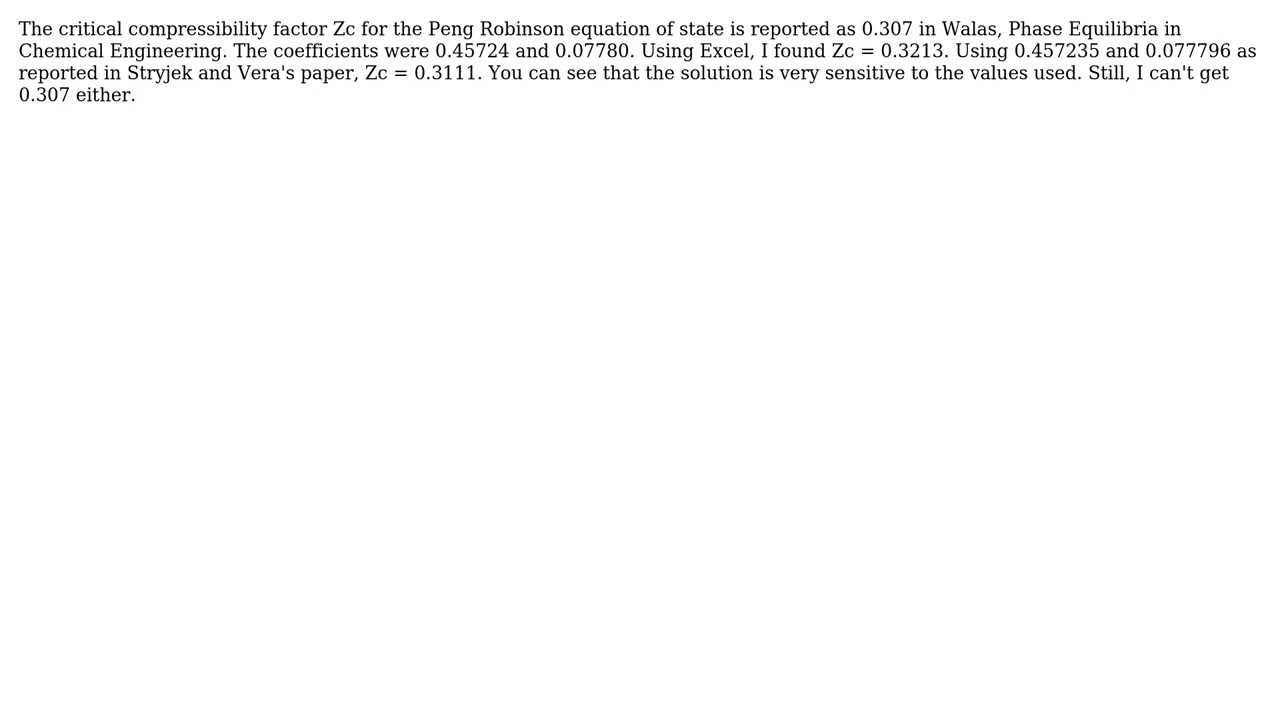 The critical compressibility factor Zc for the Peng Robinson equation of state is reported as 0.307 in Walas, Phase Equilibria in
Chemical Engineering. The coefficients were 0.45724 and 0.07780. Using Excel, I found Zc = 0.3213. Using 0.457235 and 0.077796 as
reported in Stryjek and Vera's paper, Zc = 0.3111. You can see that the solution is very sensitive to the values used. Still, I can't get
0.307 either.